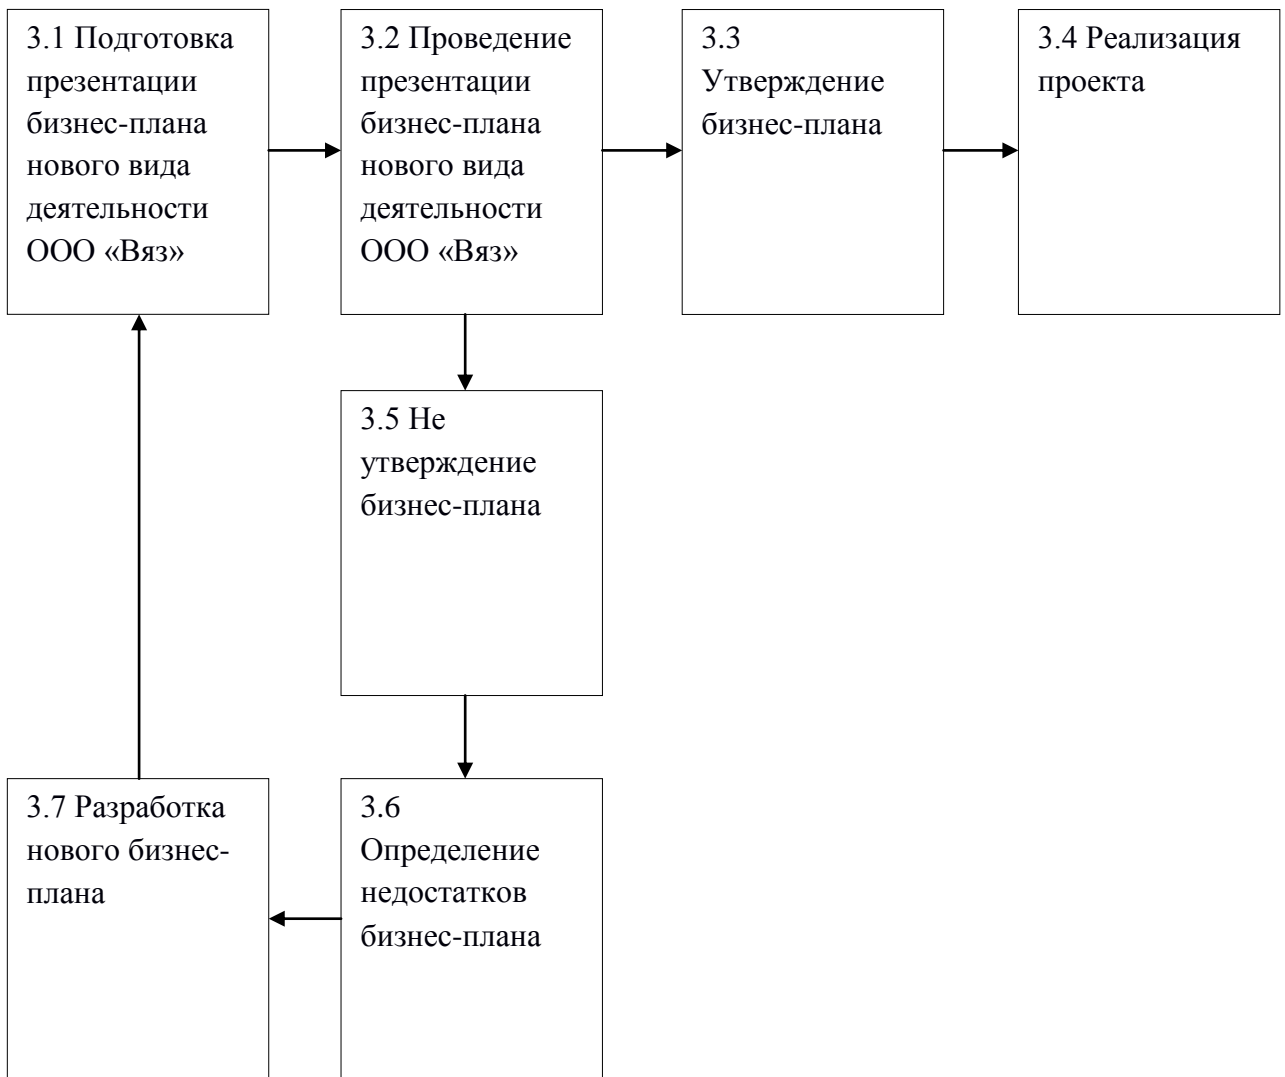 3.1 Подготовка
презентации
бизнес-плана
нового вида
деятельности
ООО «Вяз»
3.2 Проведение
презентации
бизнес-плана
нового вида
деятельности
ООО «Вяз»
3.3
Утверждение
бизнес-плана
3.4 Реализация
проекта
3.5 Не
утверждение
бизнес-плана
3.7 Разработка
нового бизнес-
плана
3.6
Определение
недостатков
бизнес-плана